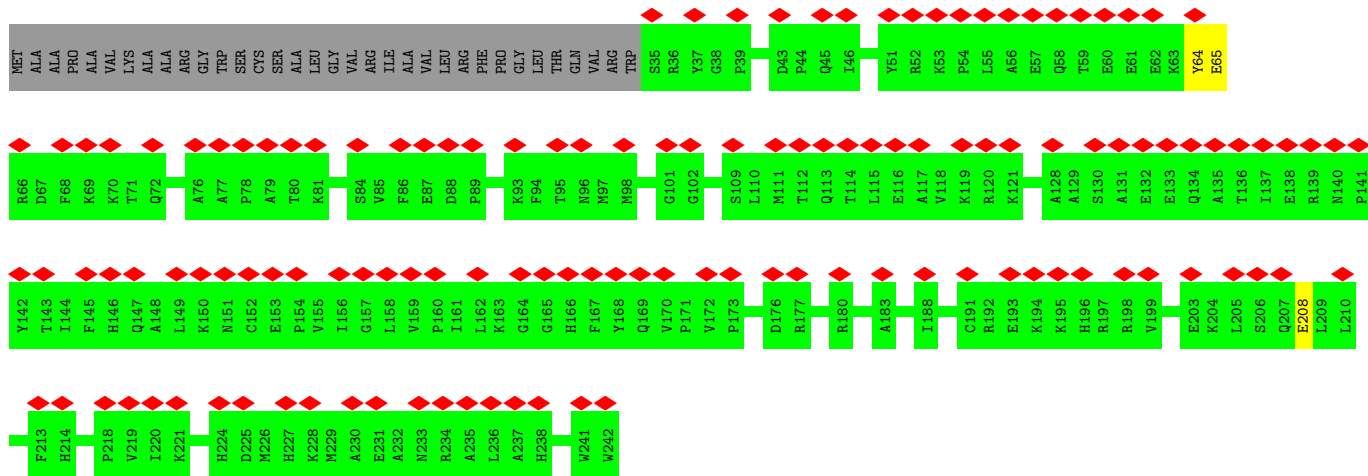 MET ALA ALA PRO ALA VAL LYS ALA ALA ARG GLY TRP SER CYS SER ALA LEU GLY VAL ARG ILE ALA VAL LEU ARG PHE PRO GLY LEU THR GLN VAL ARG TRP S35 R36 Y37 G38 P39 D43 P44 Q45 I46 Y51 R52 K53 P54 L55 A56 E57 Q58 T59 E60 E61 E62 K63 Y64 E65
R66 D67 F68 K69 K70 T71 Q72 A76 A77 P78 A79 T80 K81 S84 V85 F86 E87 D88 P89 K93 F94 T95 N96 M97 M98 G101 G102 S109 L110 M111 T112 Q113 T114 L115 E116 A117 V118 K119 R120 K121 A128 A129 S130 A131 E132 E133 Q134 A135 T136 I137 E138 R139 N140 P141
Y142 T143 I144 F145 H146 Q147 A148 L149 K150 N151 C152 E153 P154 V155 I156 G157 L158 V159 P160 I161 L162 K163 G164 G165 H166 F167 Y168 Q169 V170 P171 V172 P173 D176 R177 R180 A183 I188 C191 R192 E193 K194 K195 H196 R197 R198 V199 E203 K204 L205 S206 Q207 E208 L209 L210
F213 H214 P218 V219 I220 K221 H224 D225 M226 H227 K228 M229 A230 E231 A232 N233 R234 A235 L236 A237 H238 W241 W242